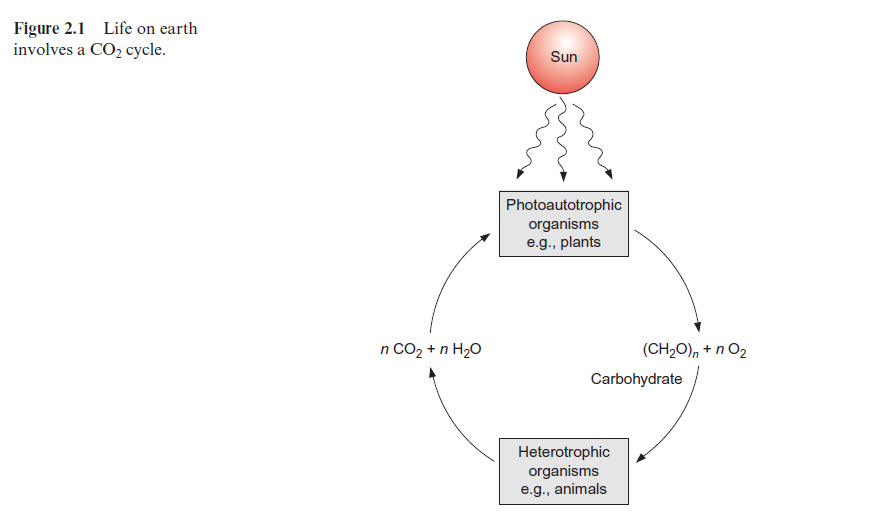 Figure 2.1 Life on earth
involves a CO₂ cycle.
Sun
Photoautotrophic
organisms
e.g., plants
n CO₂ + n H₂O
(CH₂O)ₙ + n O₂
Carbohydrate
Heterotrophic
organisms
e.g., animals